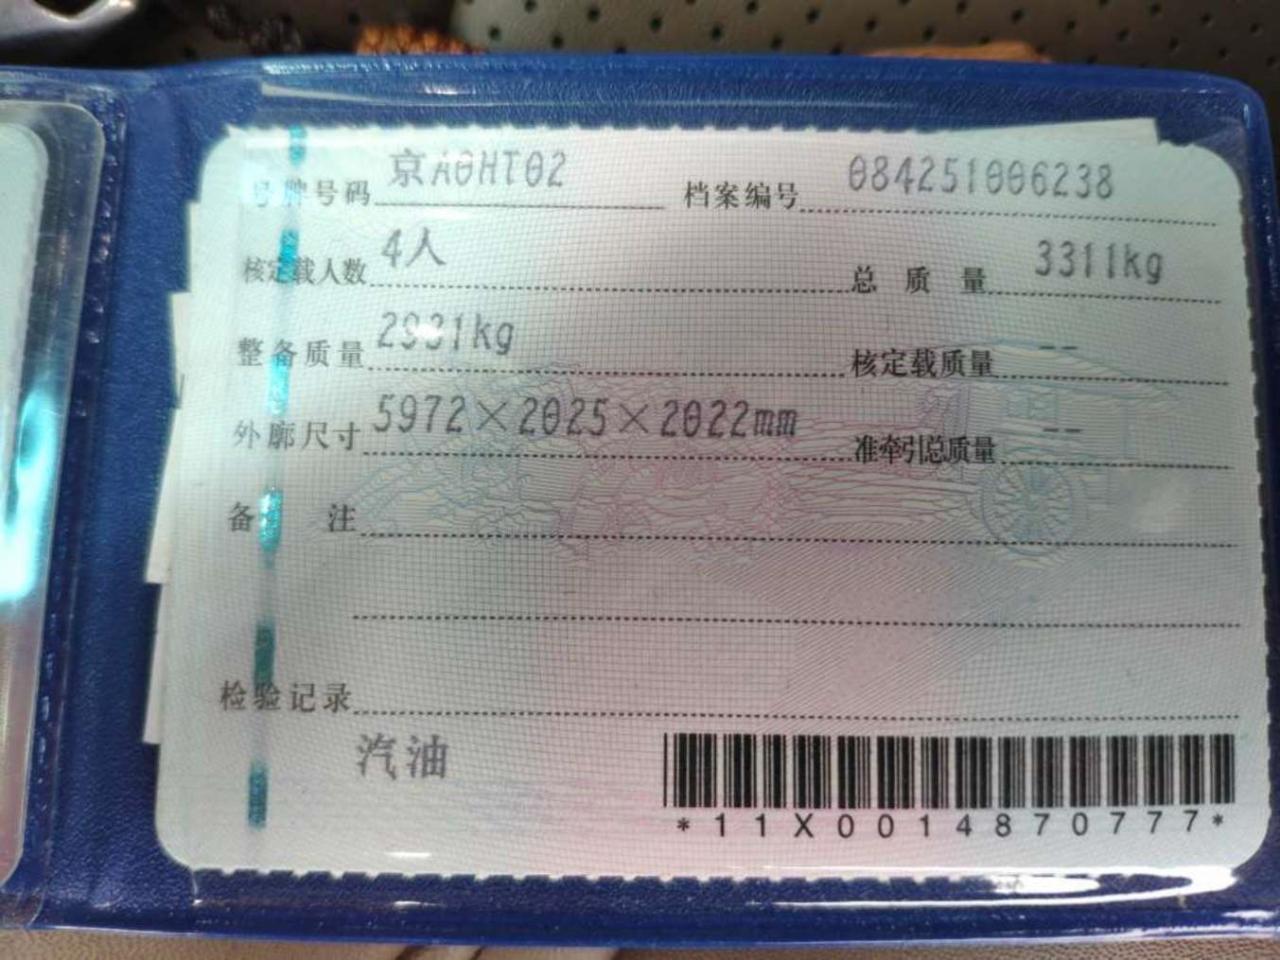 号牌号码 京A0HT02 档案编号 084251006238
核定载人数 4人 总质量 3311kg
整备质量 2931kg 核定载质量 --
外廓尺寸 5972×2025×2022mm 准牵引总质量 --
备注
检验记录
汽油
*11X0014870777*